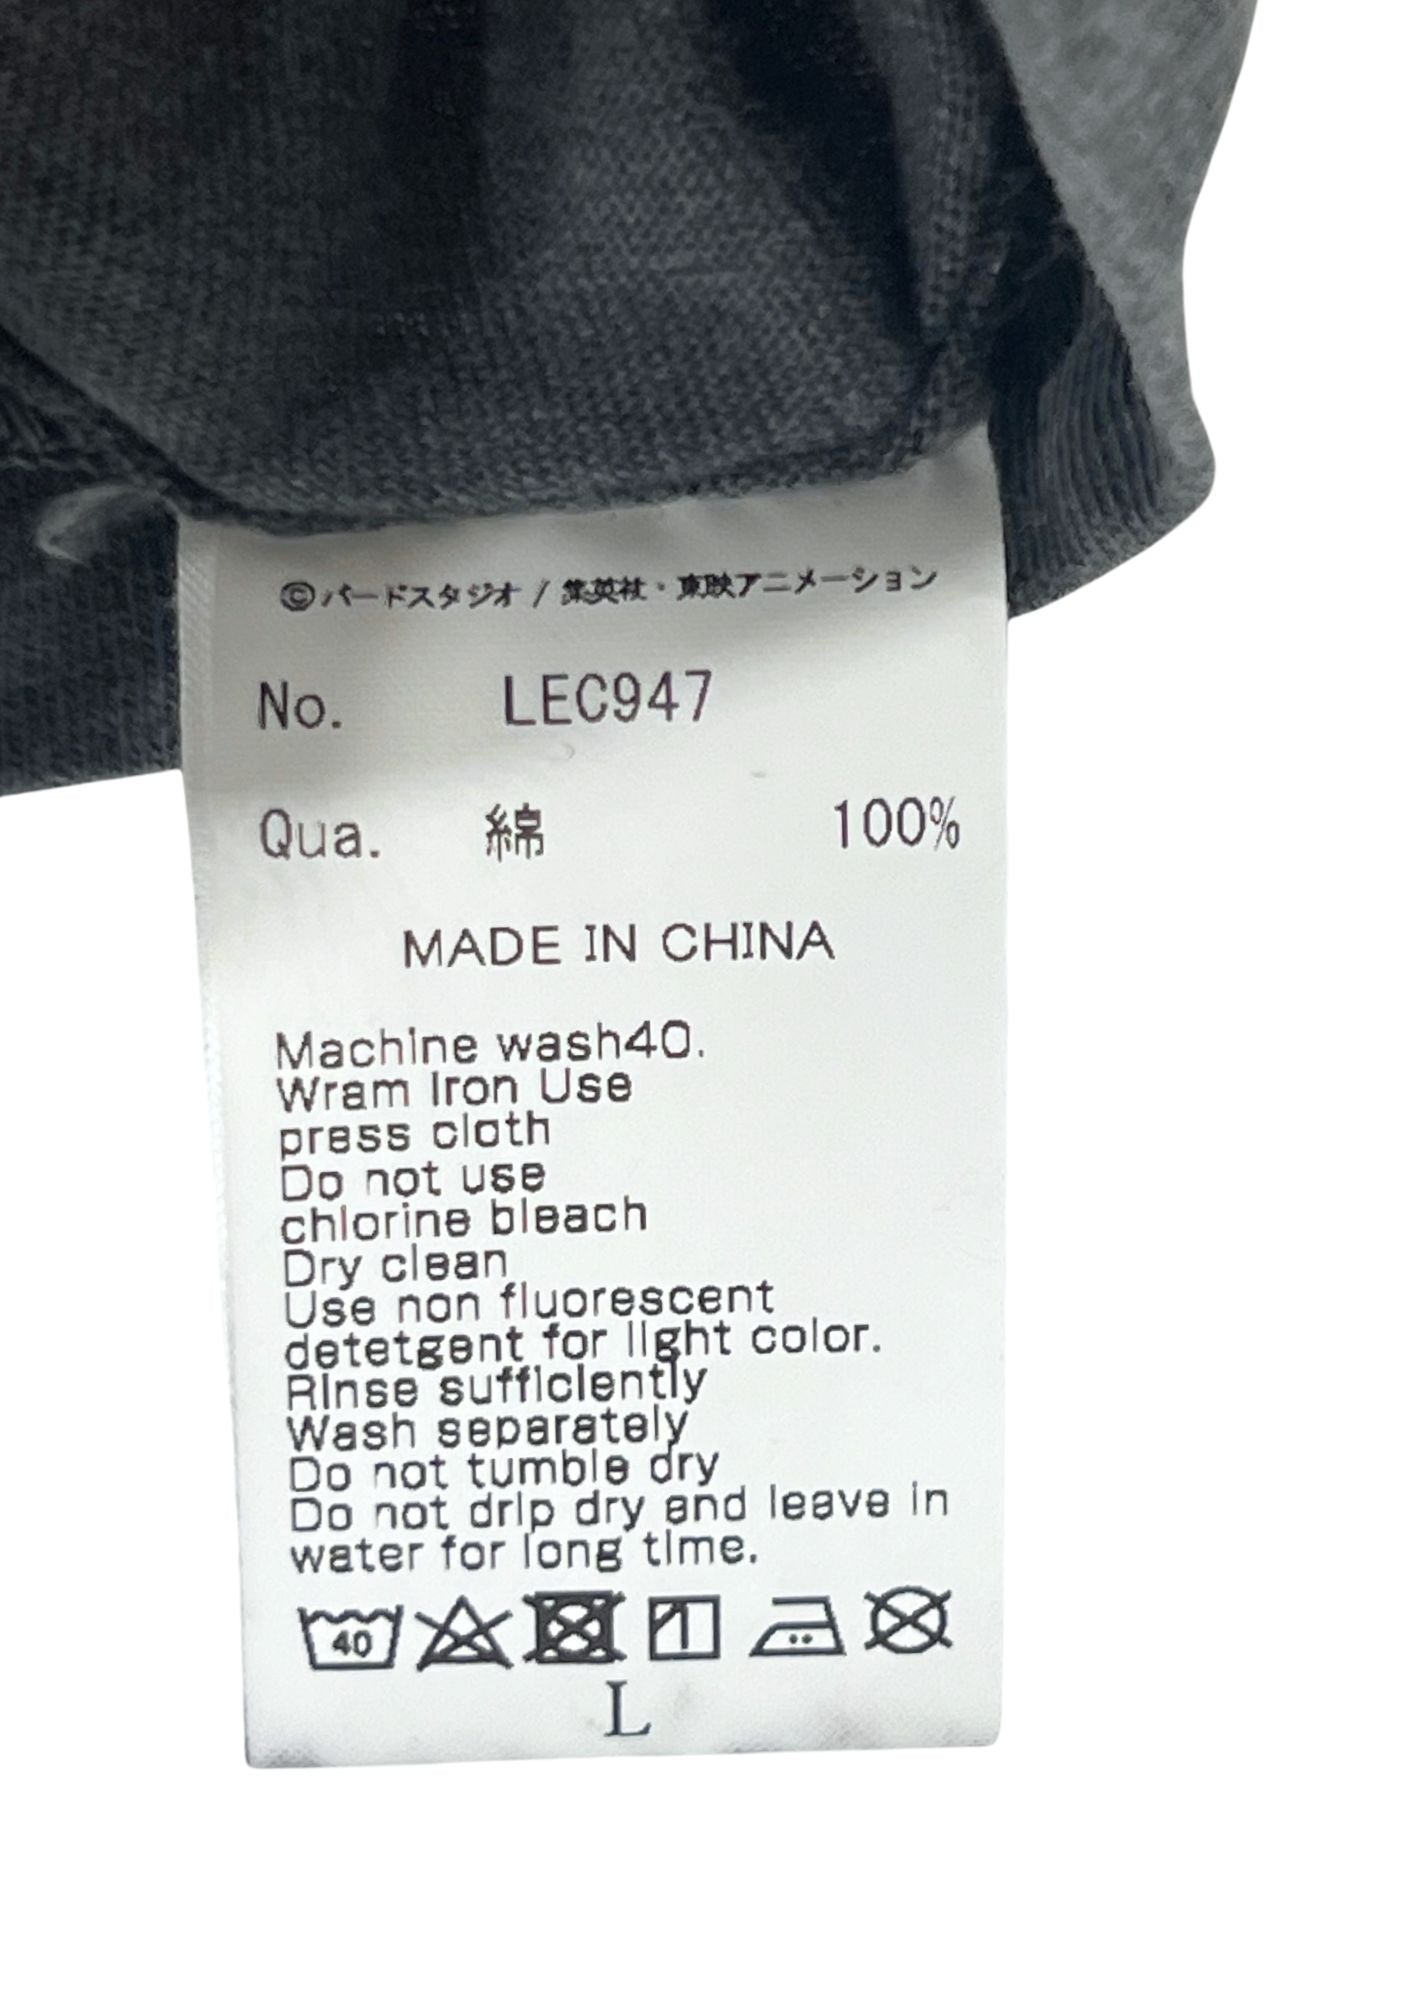 ©バードスタジオ / 集英社・東映アニメーション
No. LEC947
Qua. 綿 100%
MADE IN CHINA
Machine wash40.
Wram Iron Use
press cloth
Do not use
chlorine bleach
Dry clean
Use non fluorescent
detetgent for light color.
Rinse sufficiently
Wash separately
Do not tumble dry
Do not drip dry and leave in
water for long time.
40
L